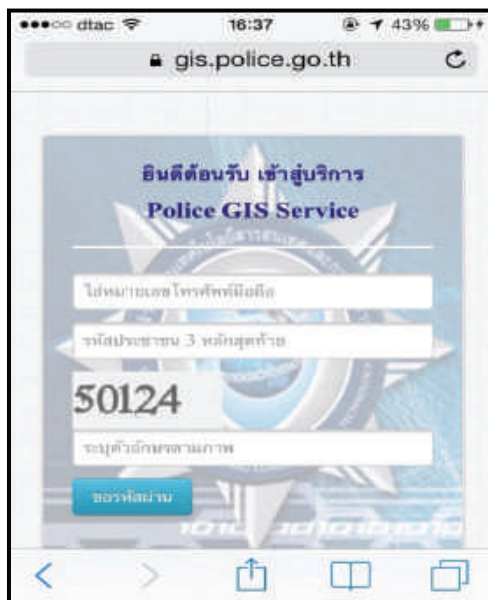 dtac 16:37 43%
gis.police.go.th
ยินดีต้อนรับ เข้าสู่บริการ
Police GIS Service
ใส่หมายเลขโทรศัพท์มือถือ
รหัสประชาชน 3 หลักสุดท้าย
50124
ระบุตัวอักษรตามภาพ
ขอรหัสผ่าน